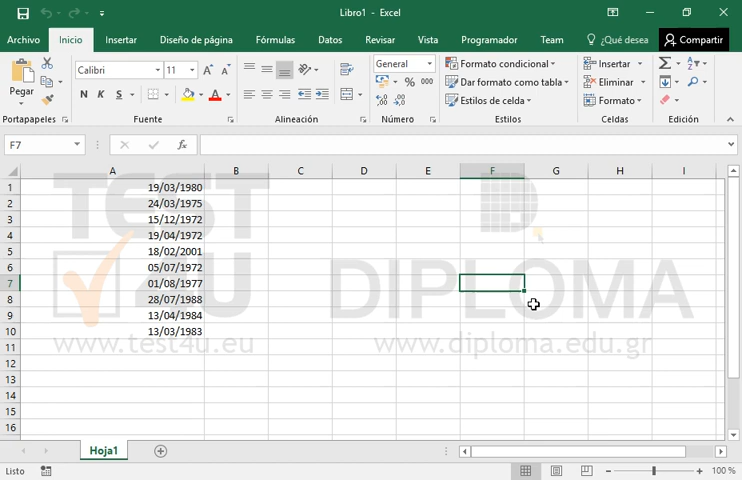 Libro1 - Excel
Archivo Inicio Insertar Diseño de página Fórmulas Datos Revisar Vista Programador Team ¿Qué desea Compartir
Pegar
Calibri 11
N K S
A
General
% 000
Formato condicional
Dar formato como tabla
Estilos de celda
Insertar
Eliminar
Formato
Portapapeles Fuente Alineación Número Estilos Celdas Edición
F7 fx
A B C D E F G H I
1 19/03/1980
2 24/03/1975
3 15/12/1972
4 19/04/1972
5 18/02/2001
6 05/07/1972
7 01/08/1977
8 28/07/1988
9 13/04/1984
10 13/03/1983
11
12
13
14
15
16
TEST
4U
www.test4u.eu
D
DIPLOMA
www.diploma.edu.gr
Hoja1
Listo 100 %